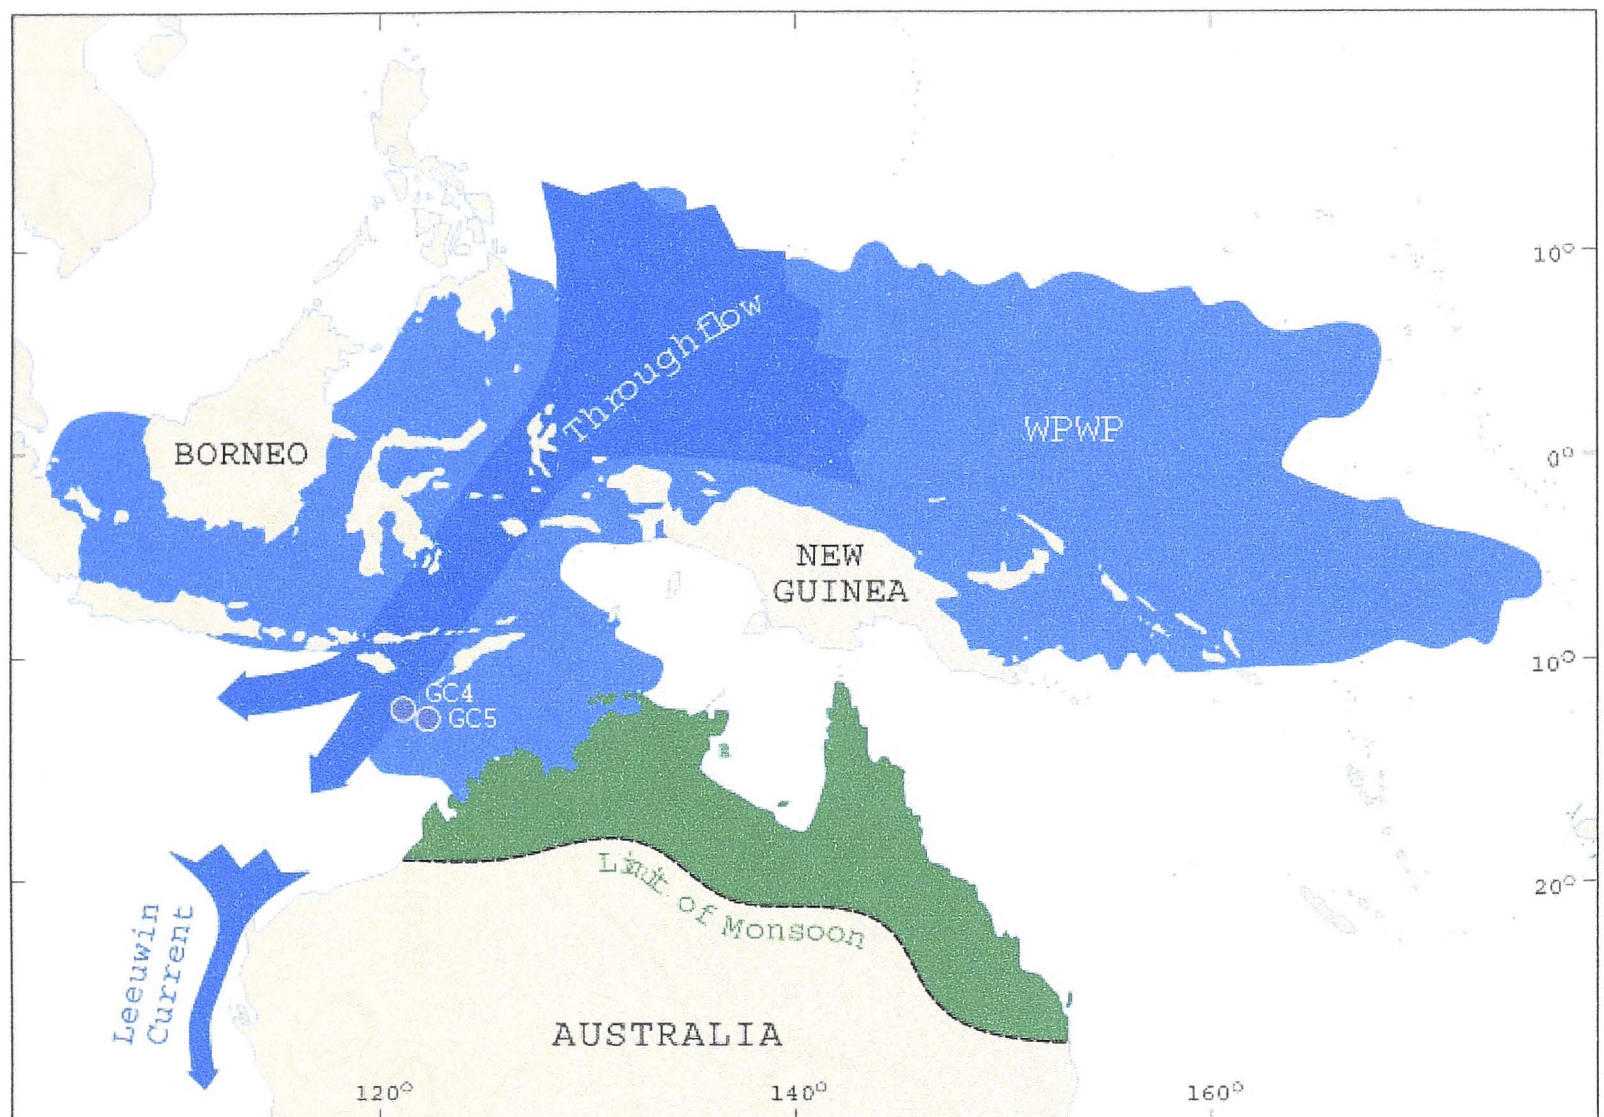 10°
Throughflow
WPWP
BORNEO
0°
NEW
GUINEA
10°
GC4
GC5
Limit of Monsoon
20°
Leeuwin
Current
AUSTRALIA
120°
140°
160°